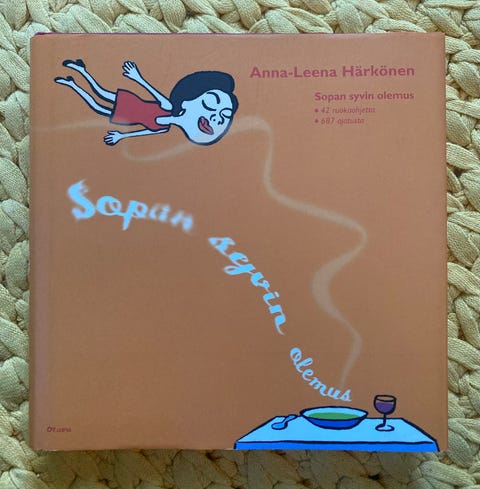 Anna-Leena Härkönen
Sopan syvin olemus
• 42 ruokaohjetta
• 687 ajatusta
Sopan
syvin
olemus
Otava